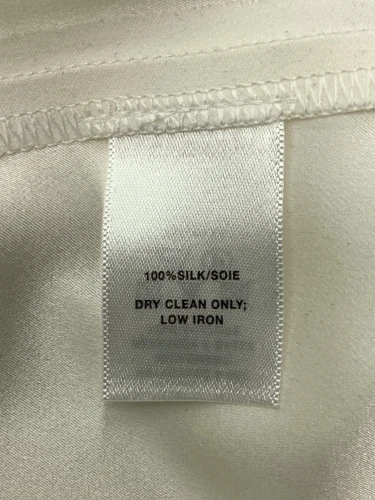 100%SILK/SOIE
DRY CLEAN ONLY;
LOW IRON